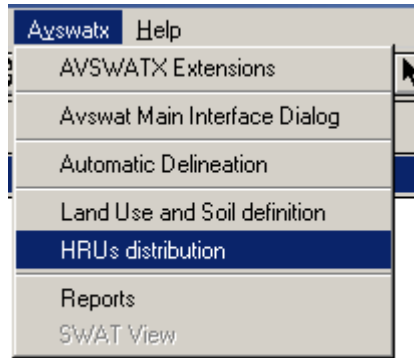 Avswatx Help
AVSWATX Extensions
Avswat Main Interface Dialog
Automatic Delineation
Land Use and Soil definition
HRUs distribution
Reports
SWAT View